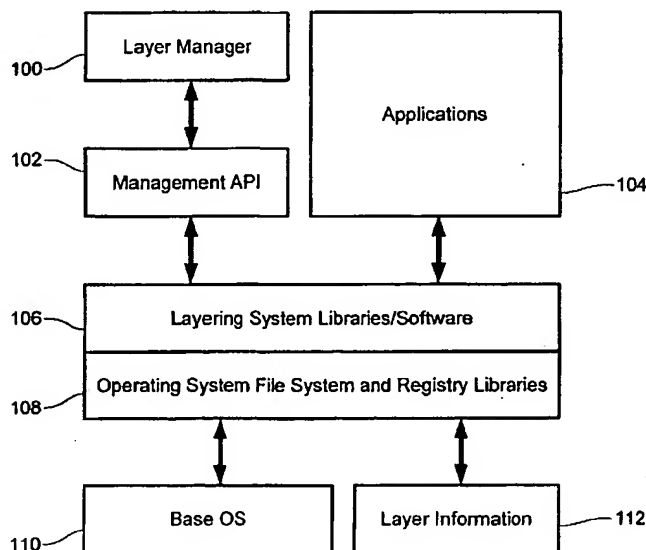 Layer Manager
100
Applications
102
Management API
104
106
Layering System Libraries/Software
Operating System File System and Registry Libraries
108
Base OS
Layer Information
110
112